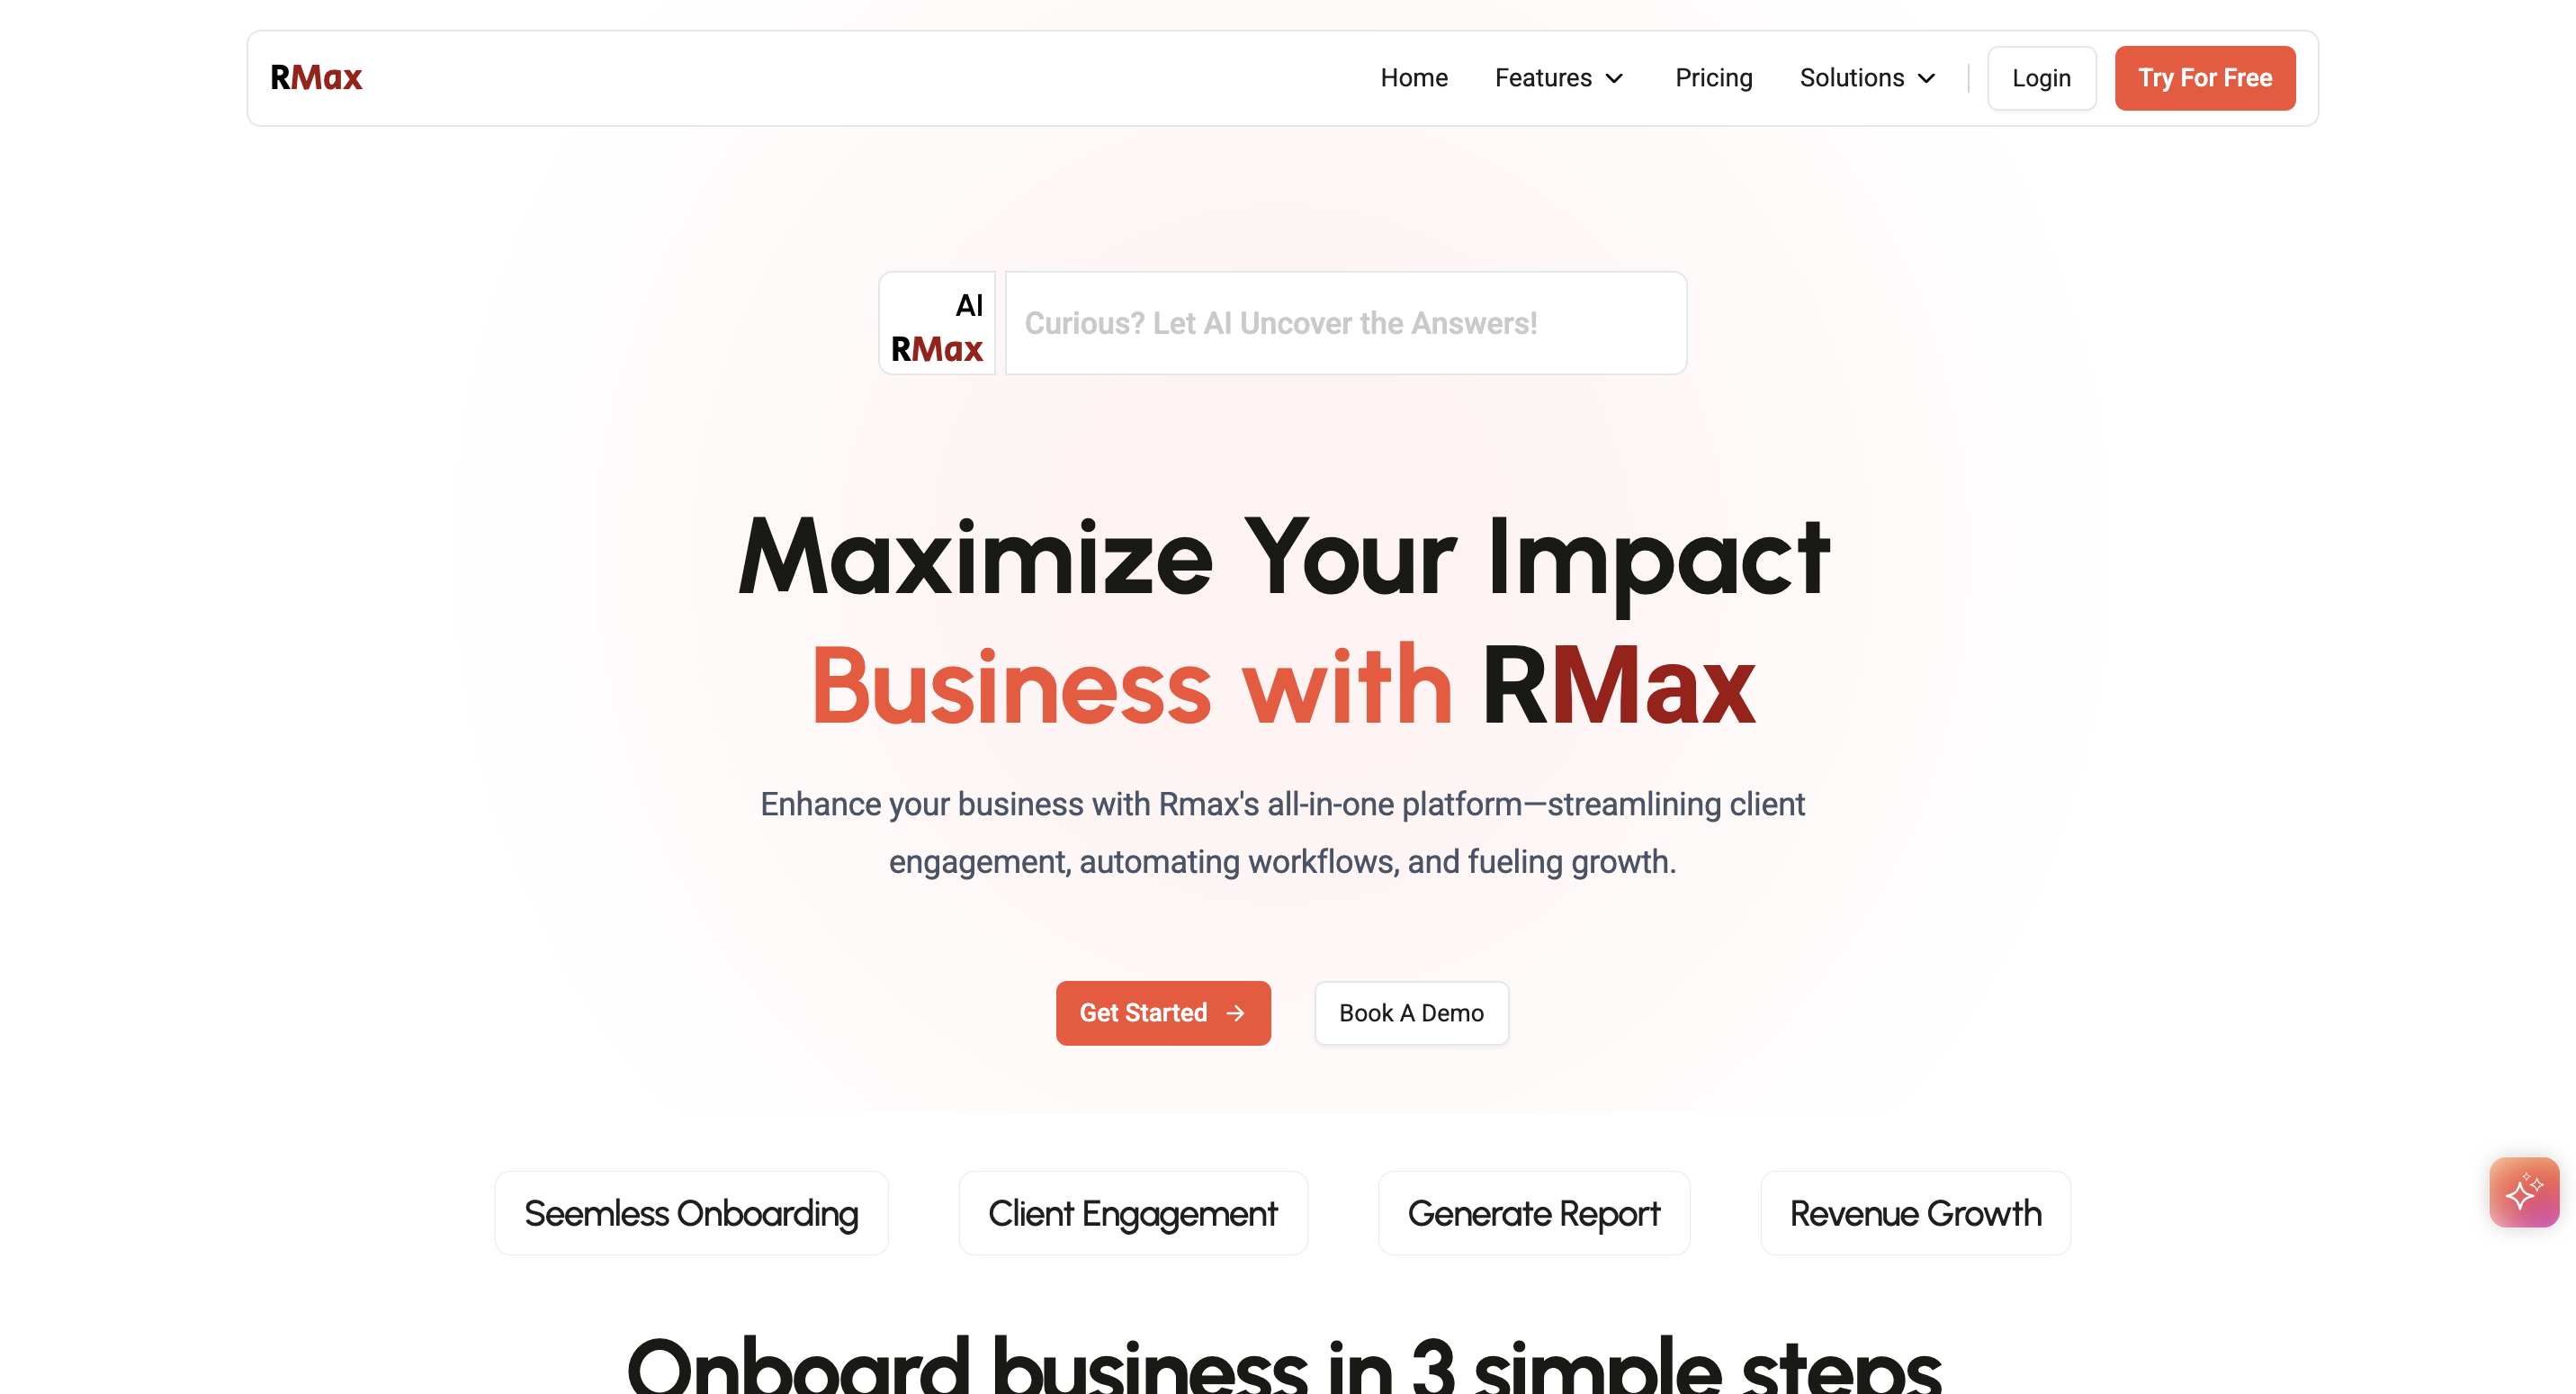 RMax
Home
Features
Pricing
Solutions
Login
Try For Free
AI
RMax
Curious? Let AI Uncover the Answers!
Maximize Your Impact
Business with RMax
Enhance your business with Rmax's all-in-one platform—streamlining client
engagement, automating workflows, and fueling growth.
Get Started
Book A Demo
Seemless Onboarding
Client Engagement
Generate Report
Revenue Growth
Onboard business in 3 simple steps